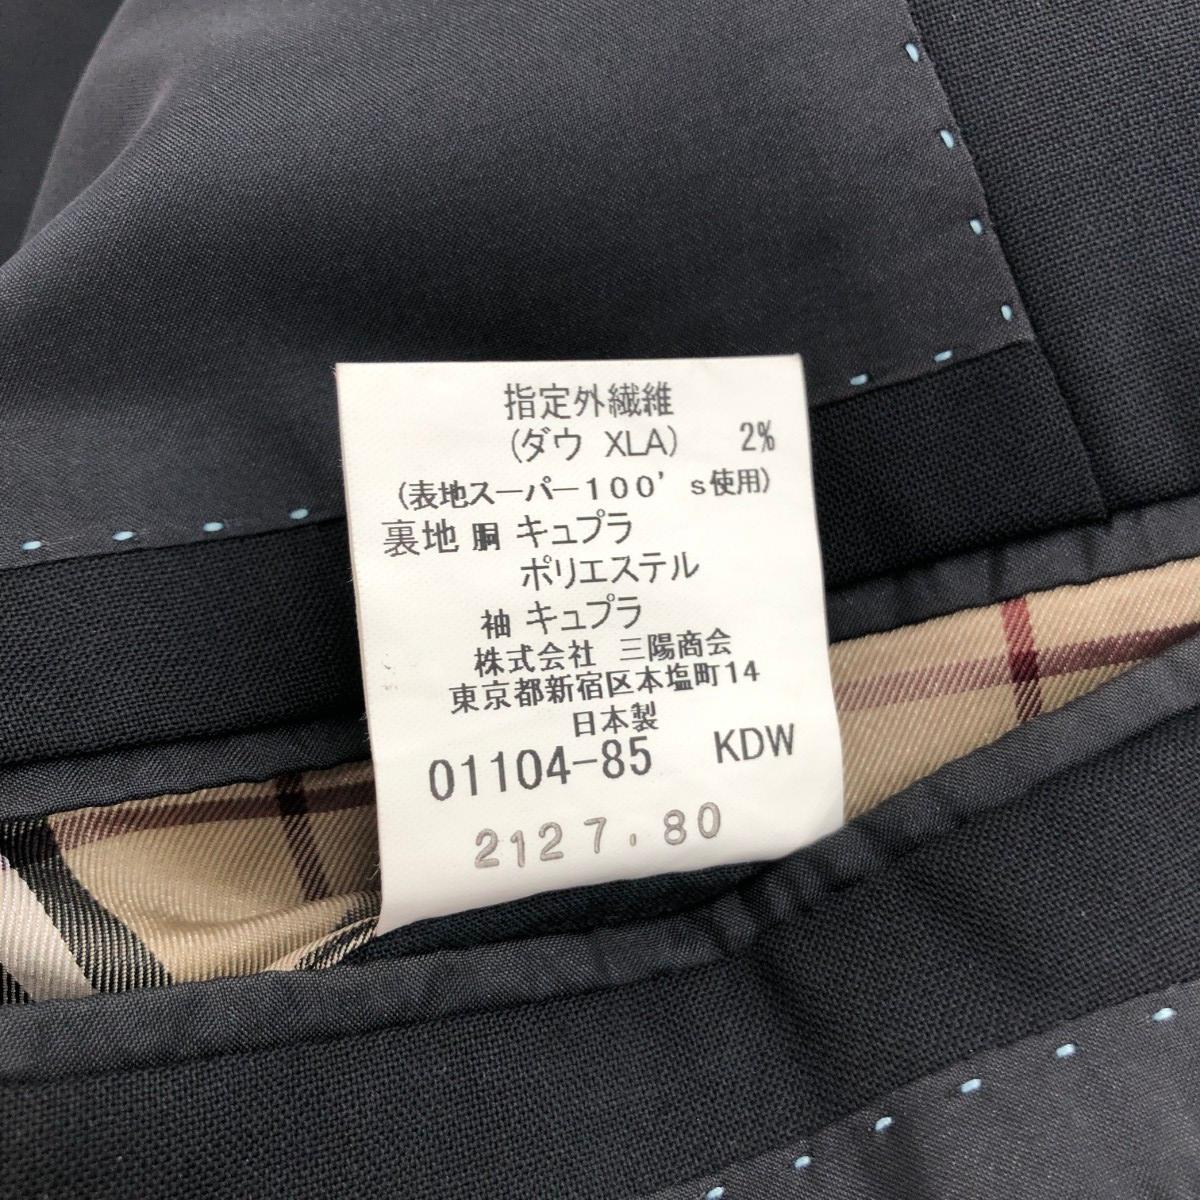 指定外繊維
(ダウ XLA) 2%
(表地スーパー100's使用)
裏地 胴 キュプラ
ポリエステル
袖 キュプラ
株式会社 三陽商会
東京都新宿区本塩町14
日本製
01104-85 KDW
2127.80